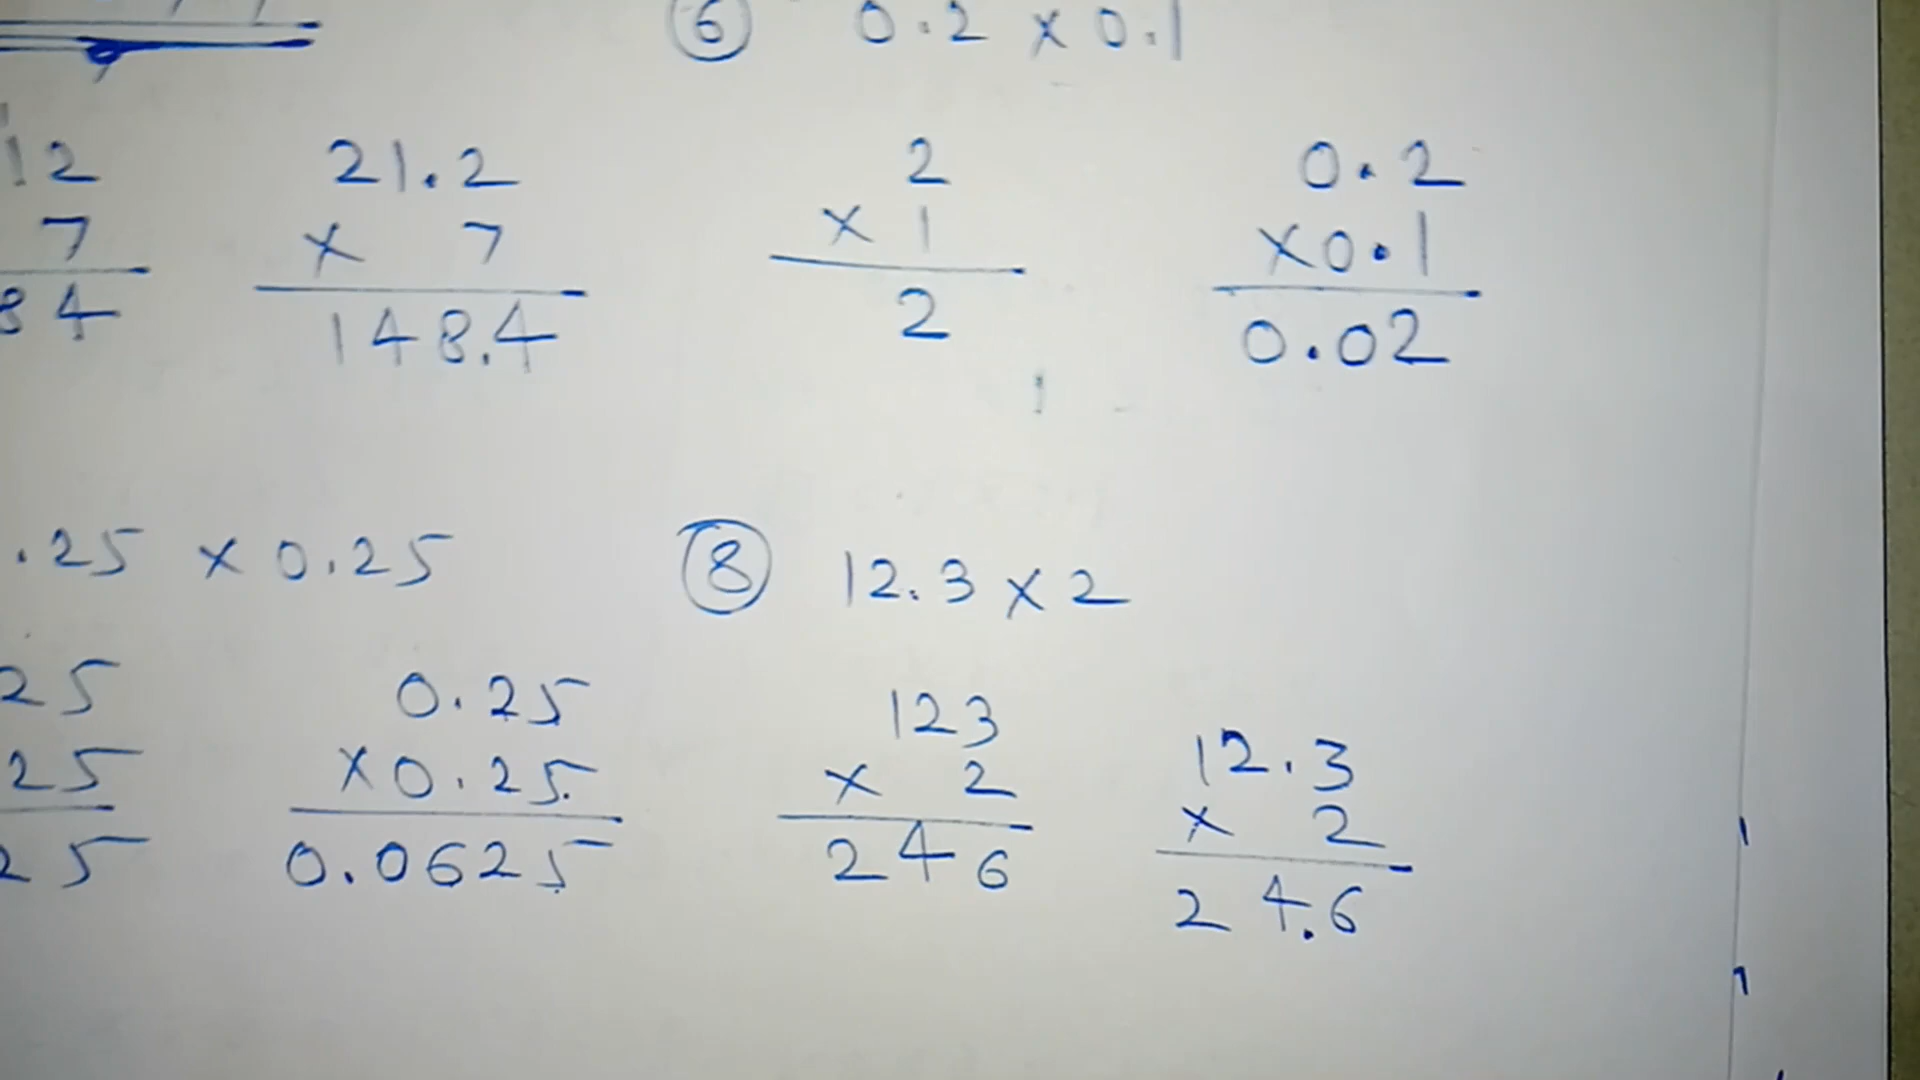 6 0.2 x 0.1
12 21.2 2 0.2
7 x 7 x 1 x0.1
84 148.4 2 0.02
.25 x 0.25 8 12.3 x 2
25 0.25 123 12.3
25 x0.25 x 2 x 2
25 0.0625 246 24.6